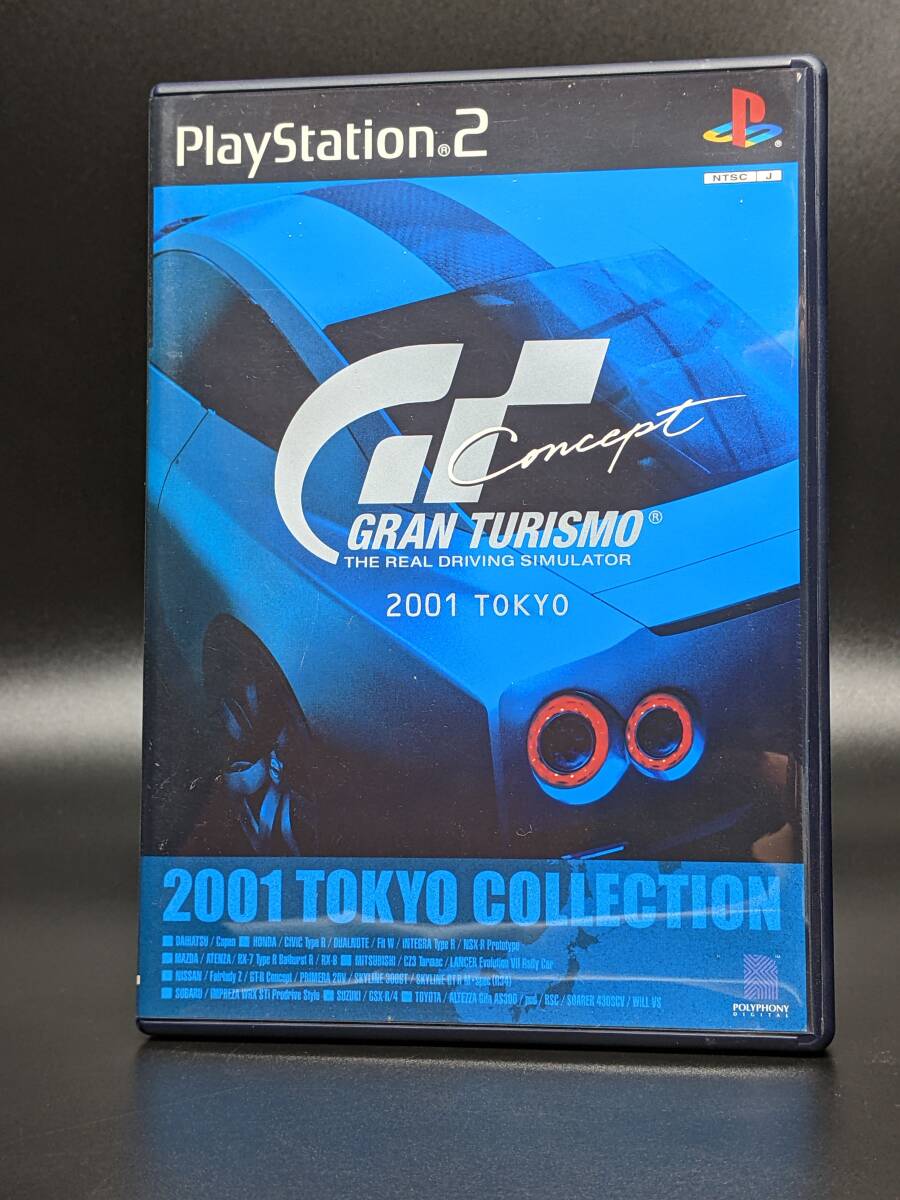 PlayStation®2
NTSC J
Concept
GRAN TURISMO®
THE REAL DRIVING SIMULATOR
2001 TOKYO
2001 TOKYO COLLECTION
DAIHATSU / Copen HONDA / CIVIC Type R / DUALNOTE / Fit W / INTEGRA Type R / NSX-R Prototype
MAZDA / ATENZA / RX-7 Type R Bathurst R / RX-8 MITSUBISHI / CZ3 Tarmac / LANCER Evolution VII Rally Car
NISSAN / Fairlady Z / GT-R Concept / PRIMERA 20V / SKYLINE 300GT / SKYLINE GT-R M・spec (R34)
SUBARU / IMPREZA WRX STi Prodrive Style SUZUKI / GSX-R/4 TOYOTA / ALTEZZA Gita AS300 / pod / RSC / SOARER 430SCV / WiLL VS
POLYPHONY
DIGITAL